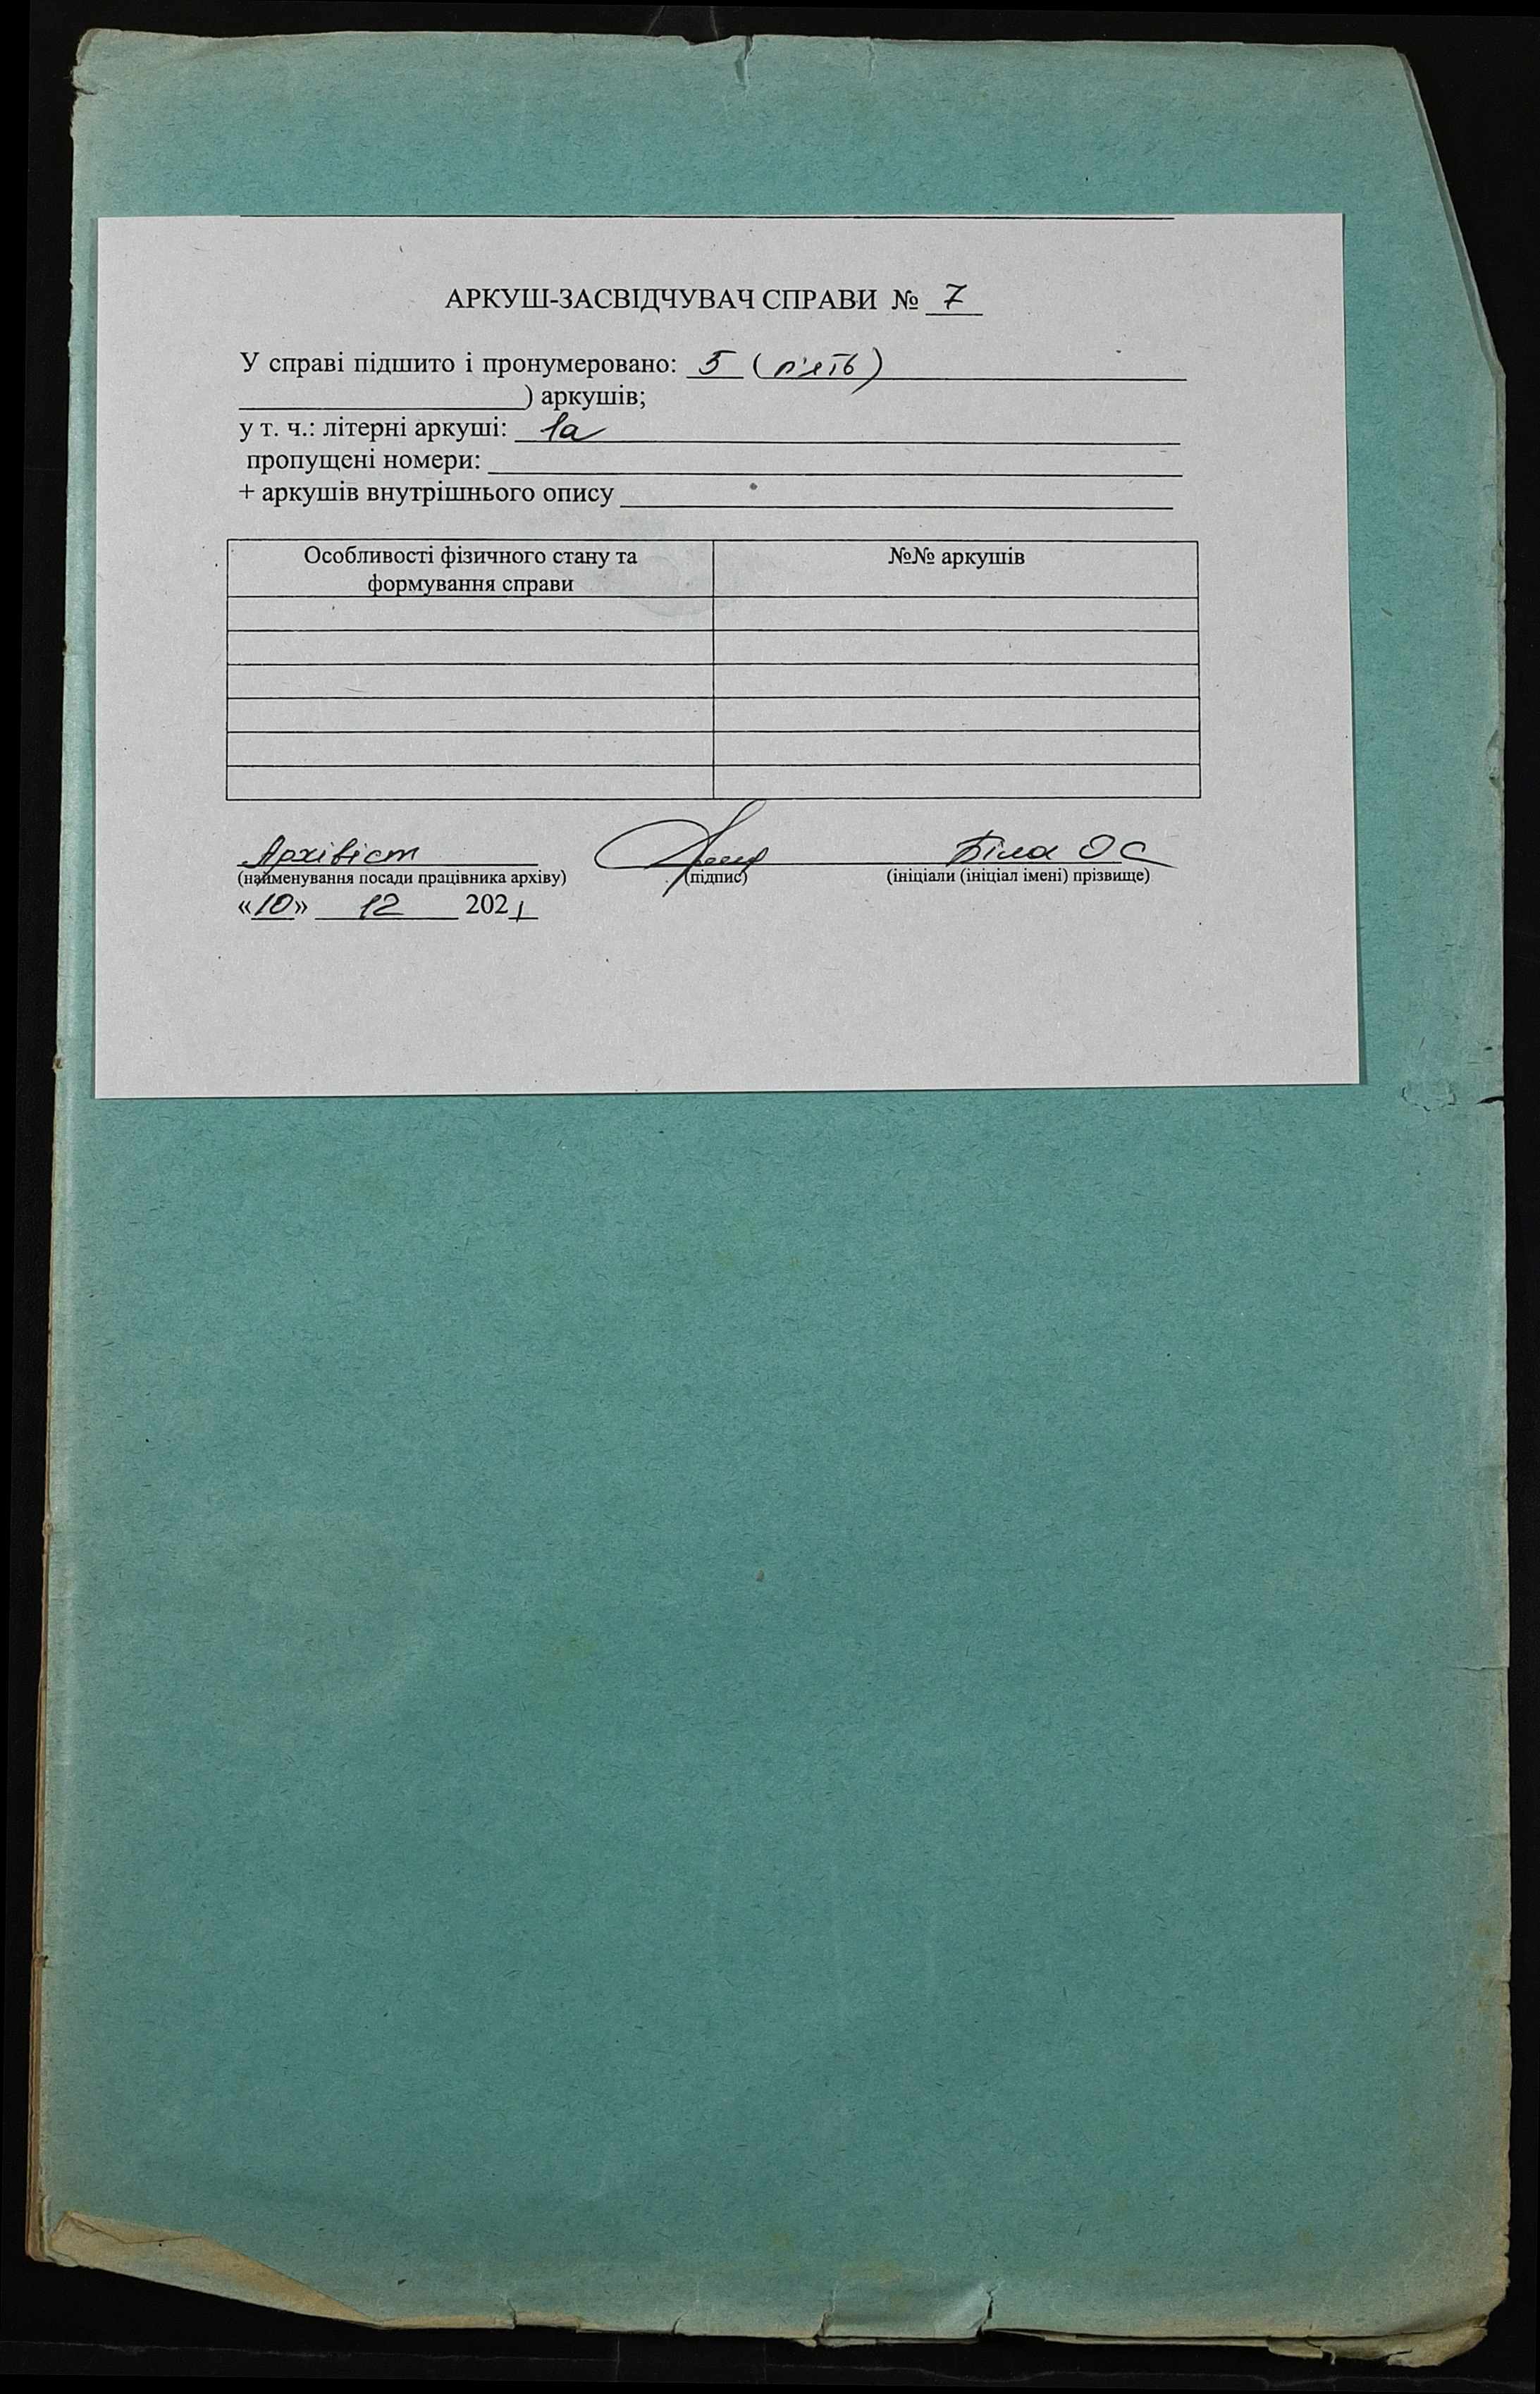 АРКУШ-ЗАСВІДЧУВАЧ СПРАВИ № 7
У справі підшито і пронумеровано: 5 (п'ять)
) аркушів;
у т. ч.: літерні аркуші: 1а
пропущені номери:
+ аркушів внутрішнього опису
Особливості фізичного стану та формування справи
№№ аркушів
Архівіст Біла О С
(найменування посади працівника архіву) (підпис) (ініціали (ініціал імені) прізвище)
«10» 12 2021